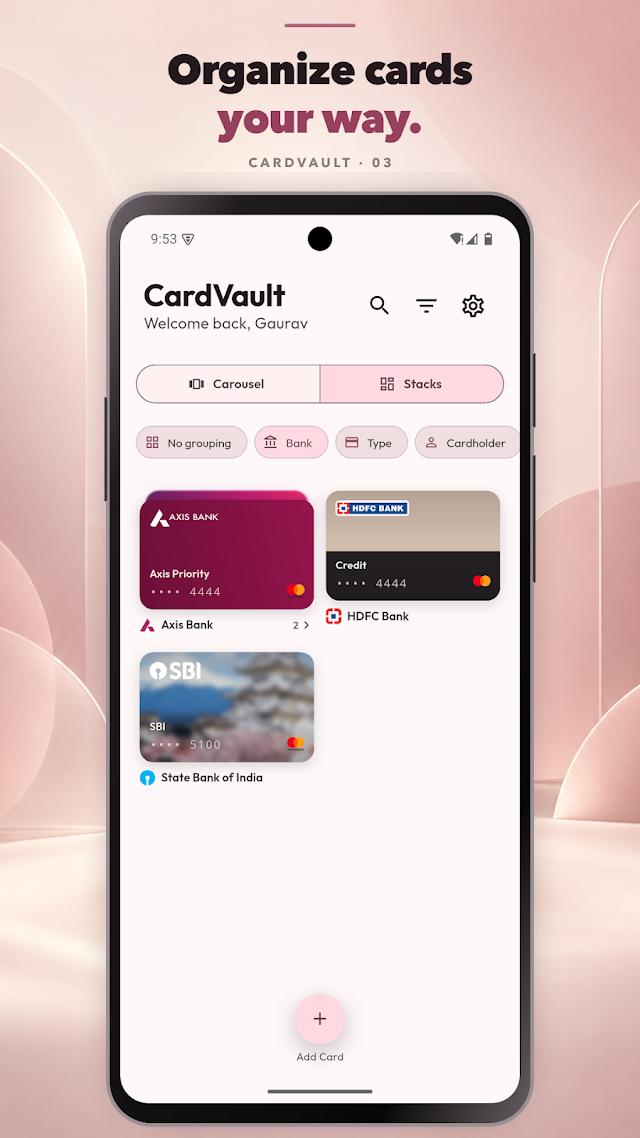 Organize cards
your way.
CARDVAULT · 03
9:53
CardVault
Welcome back, Gaurav
Carousel
Stacks
No grouping
Bank
Type
Cardholder
AXIS BANK
Axis Priority
•••• 4444
Axis Bank
2 >
HDFC BANK
Credit
•••• 4444
HDFC Bank
SBI
SBI
•••• 5100
State Bank of India
+
Add Card